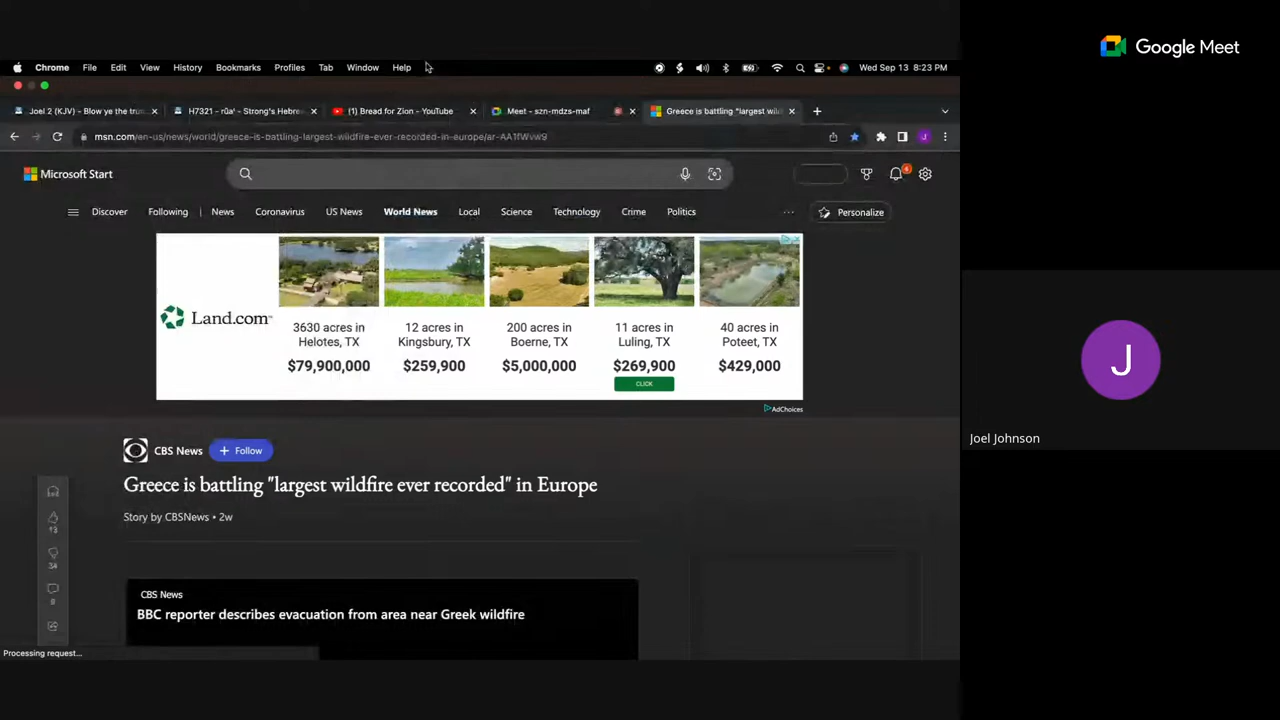 Google Meet
Chrome File Edit View History Bookmarks Profiles Tab Window Help Wed Sep 13 8:23 PM
Joel 2 (KJV) - Blow ye the tru H7321 - rûa' - Strong's Hebre (1) Bread for Zion - YouTube Meet - szn-mdzs-maf Greece is battling "largest wil
msn.com/en-us/news/world/greece-is-battling-largest-wildfire-ever-recorded-in-europe/ar-AA1fWvw9
J
Microsoft Start
Discover Following News Coronavirus US News World News Local Science Technology Crime Politics ... Personalize
Land.com
3630 acres in Helotes, TX
$79,900,000
12 acres in Kingsbury, TX
$259,900
200 acres in Boerne, TX
$5,000,000
11 acres in Luling, TX
$269,900
CLICK
40 acres in Poteet, TX
$429,000
AdChoices
J
Joel Johnson
CBS News + Follow
Greece is battling "largest wildfire ever recorded" in Europe
Story by CBSNews • 2w
34
CBS News
BBC reporter describes evacuation from area near Greek wildfire
Processing request...